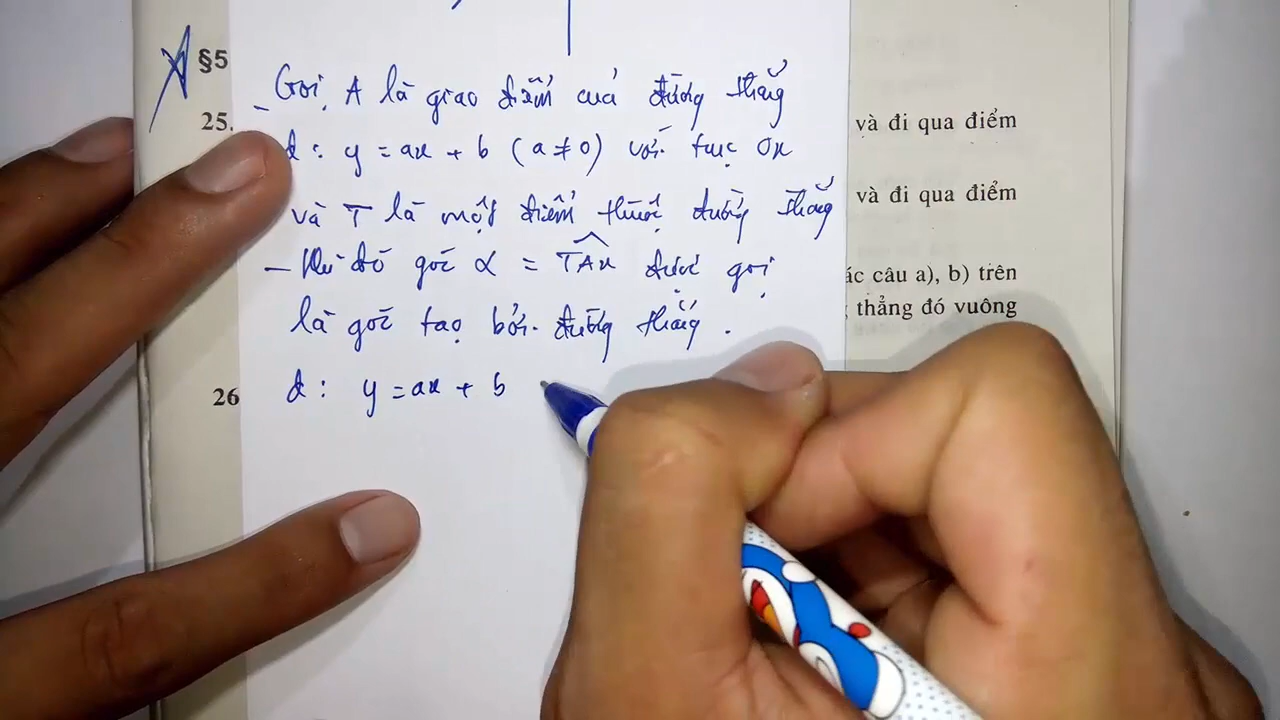 §5
- Gọi A là giao điểm của đường thẳng
25.
và đi qua điểm
d : y = ax + b (a ≠ 0) với trục Ox
và đi qua điểm
và T là một điểm thuộc đường thẳng
- Khi đó góc α = TAx được gọi
ác câu a), b) trên
là góc tạo bởi đường thẳng.
thẳng đó vuông
26
d : y = ax + b